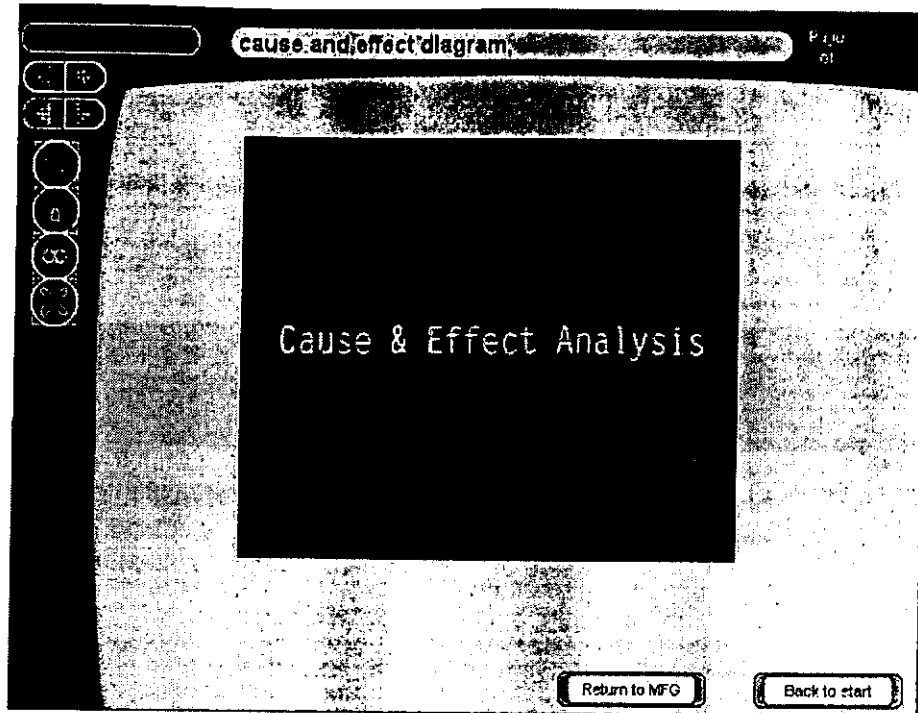 cause and effect diagram,
Cause & Effect Analysis
Return to MFG
Back to start